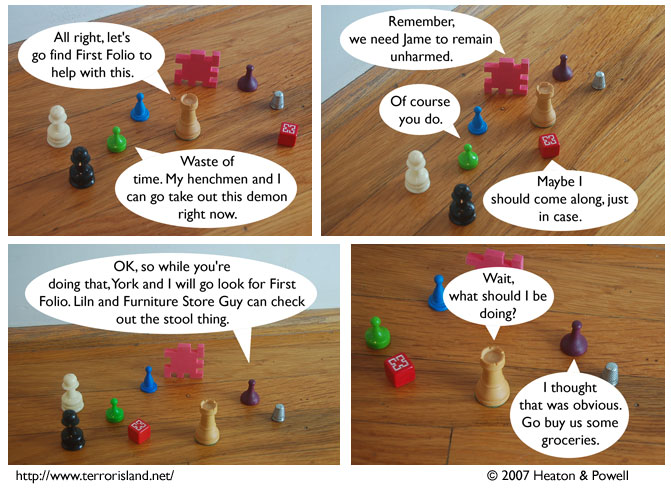 All right, let's
go find First Folio to
help with this.
Waste of
time. My henchmen and I
can go take out this demon
right now.
Remember,
we need Jame to remain
unharmed.
Of course
you do.
Maybe I
should come along, just
in case.
OK, so while you're
doing that, York and I will go look for First
Folio. Liln and Furniture Store Guy can check
out the stool thing.
Wait,
what should I be
doing?
I thought
that was obvious.
Go buy us some
groceries.
http://www.terrorisland.net/
© 2007 Heaton & Powell